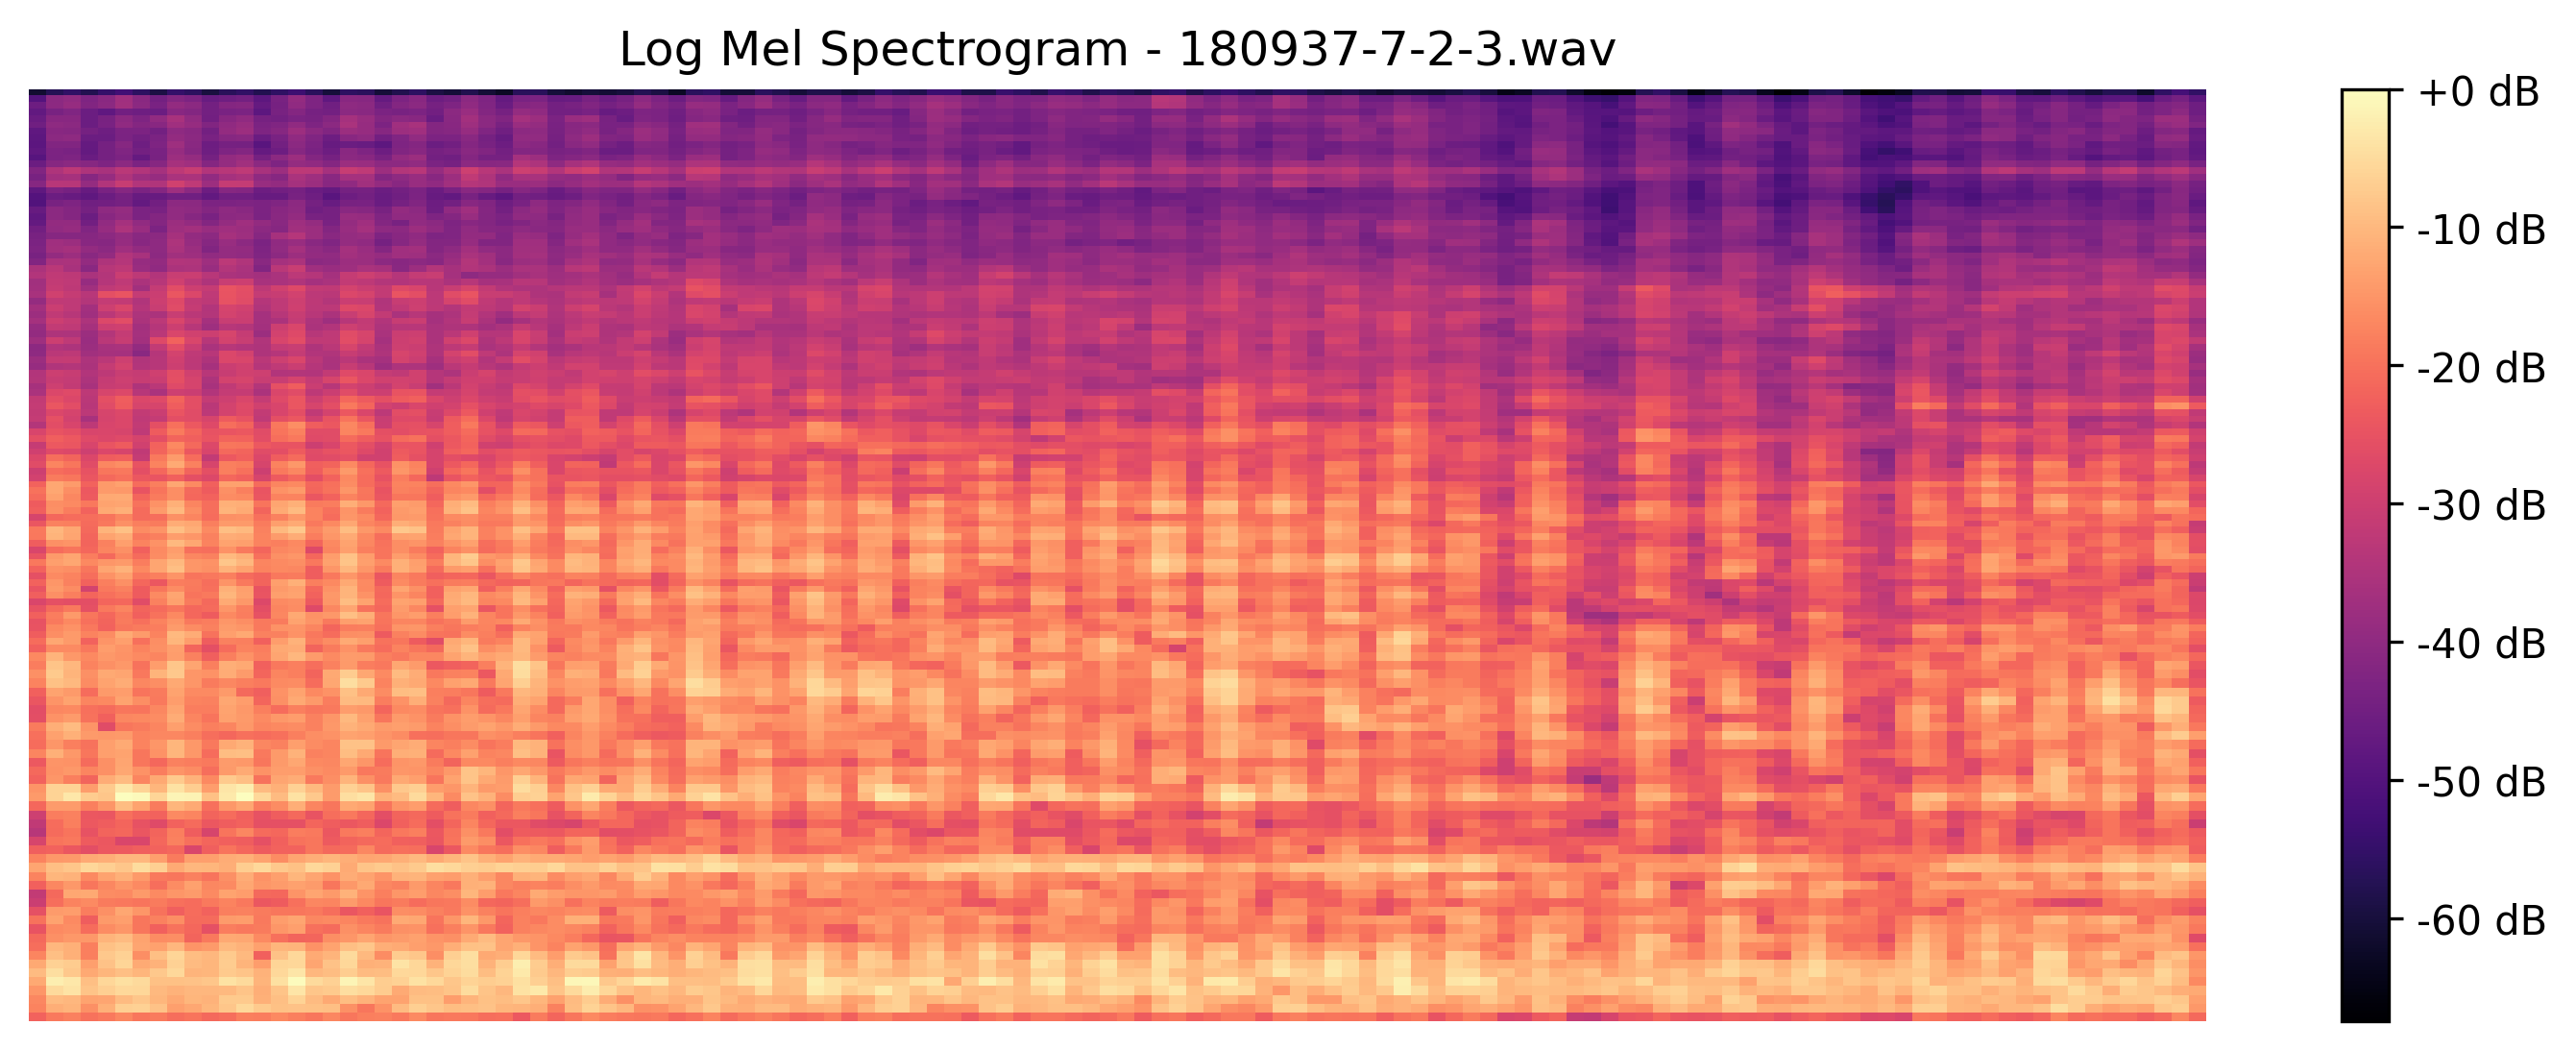 Log Mel Spectrogram - 180937-7-2-3.wav
+0 dB
-10 dB
-20 dB
-30 dB
-40 dB
-50 dB
-60 dB